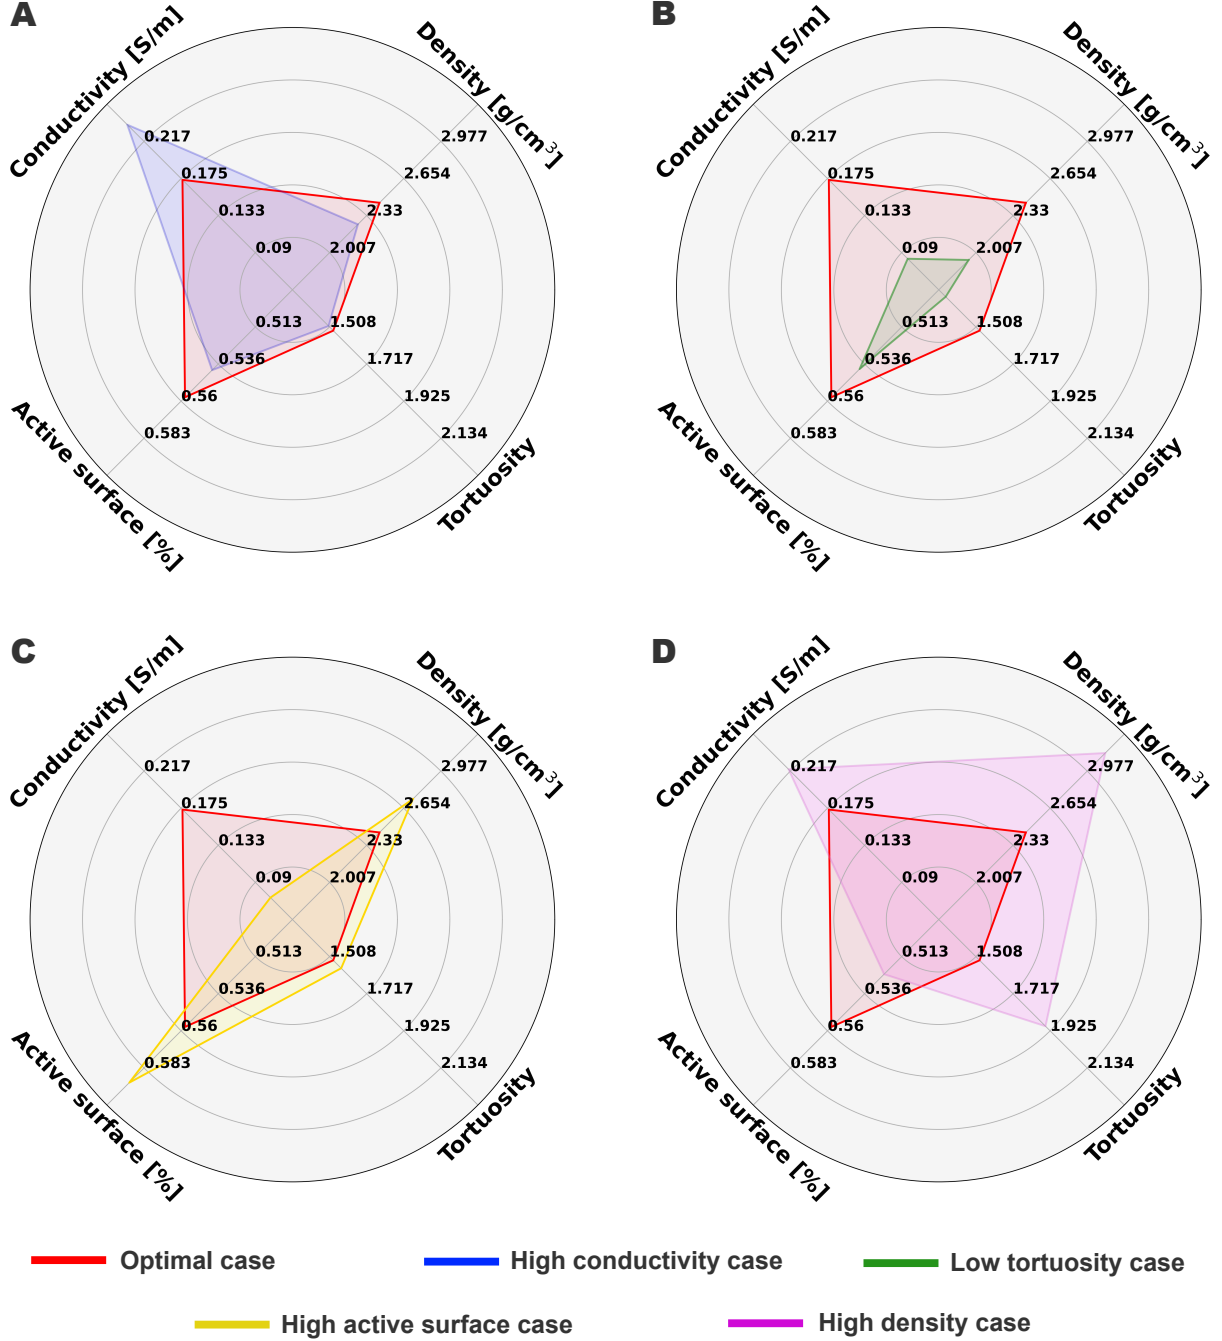 A
Conductivity [S/m]
Density [g/cm³]
0.217
2.977
0.175
2.654
0.133
2.33
0.09
2.007
0.513
1.508
0.536
1.717
0.56
1.925
0.583
2.134
Active surface [%]
Tortuosity
B
Conductivity [S/m]
Density [g/cm³]
0.217
2.977
0.175
2.654
0.133
2.33
0.09
2.007
0.513
1.508
0.536
1.717
0.56
1.925
0.583
2.134
Active surface [%]
Tortuosity
C
Conductivity [S/m]
Density [g/cm³]
0.217
2.977
0.175
2.654
0.133
2.33
0.09
2.007
0.513
1.508
0.536
1.717
0.56
1.925
0.583
2.134
Active surface [%]
Tortuosity
D
Conductivity [S/m]
Density [g/cm³]
0.217
2.977
0.175
2.654
0.133
2.33
0.09
2.007
0.513
1.508
0.536
1.717
0.56
1.925
0.583
2.134
Active surface [%]
Tortuosity
Optimal case
High conductivity case
Low tortuosity case
High active surface case
High density case